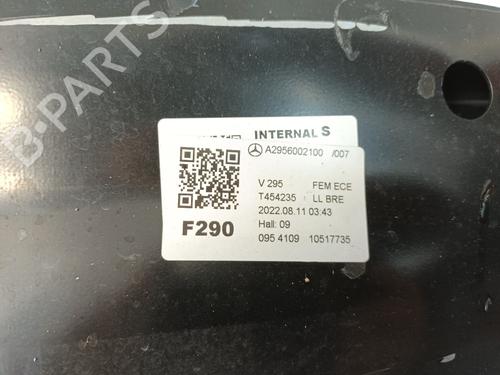 B-PARTS
INTERNAL S
A2956002100 /007
V 295 FEM ECE
T454235 LL BRE
2022.08.11 03:43
Hall: 09
F290
095 4109 10517735